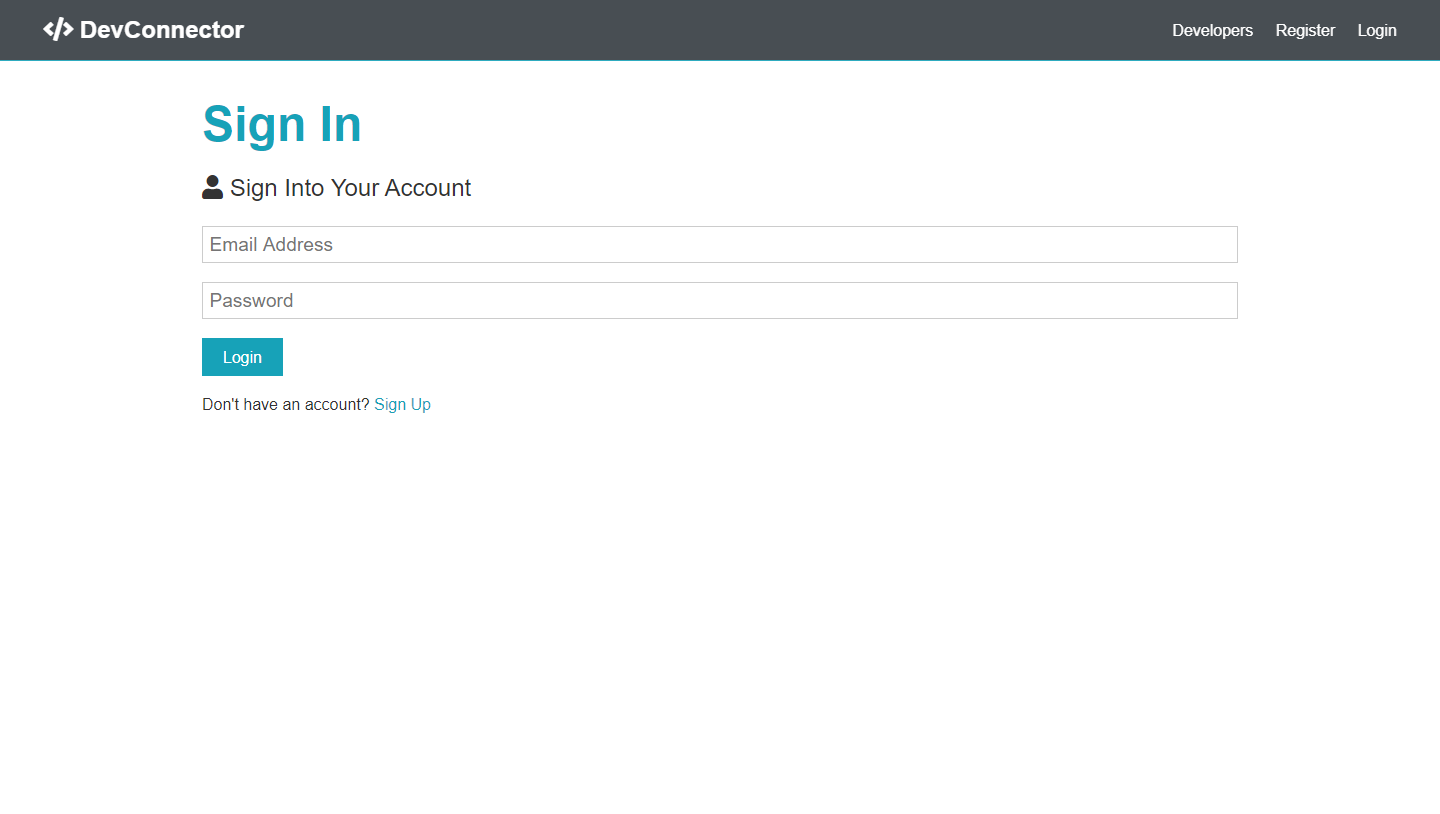 DevConnector
Developers Register Login
Sign In
Sign Into Your Account
Email Address
Password
Login
Don't have an account? Sign Up